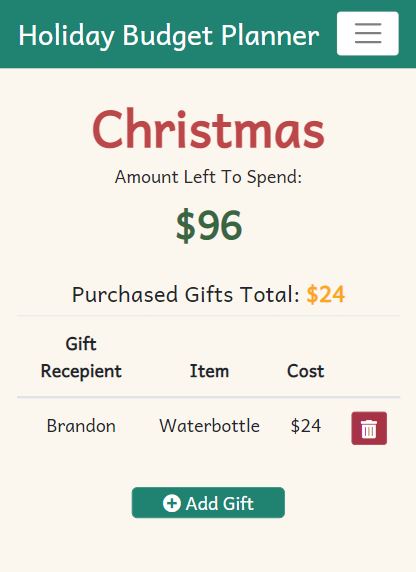 Holiday Budget Planner
Christmas
Amount Left To Spend:
$96
Purchased Gifts Total: $24
Gift
Recepient Item Cost
Brandon Waterbottle $24
Add Gift